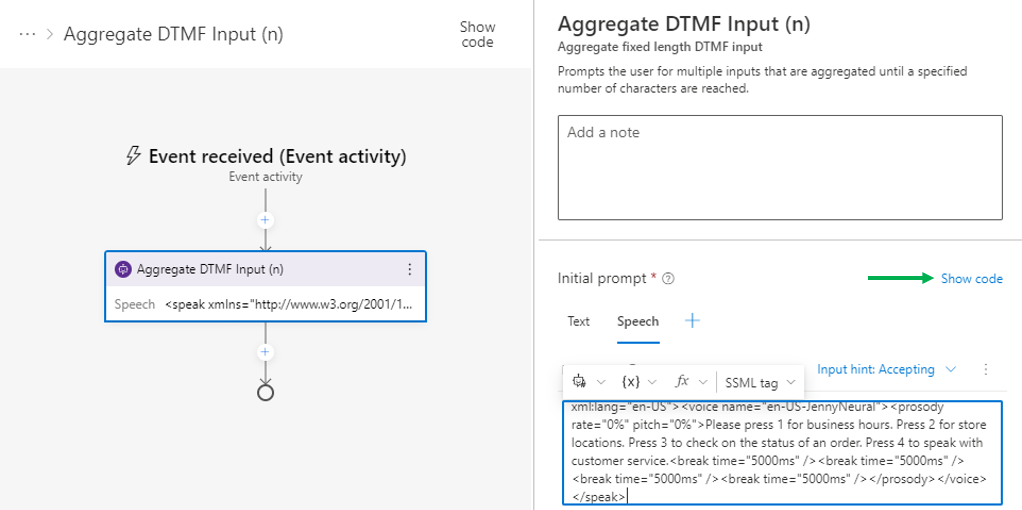 ··· > Aggregate DTMF Input (n)
Show
code
Event received (Event activity)
Event activity
+
Aggregate DTMF Input (n)
Speech <speak xmlns="http://www.w3.org/2001/1...
+
Aggregate DTMF Input (n)
Aggregate fixed length DTMF input
Prompts the user for multiple inputs that are aggregated until a specified
number of characters are reached.
Add a note
Initial prompt *
Show code
Text Speech +
Input hint: Accepting
{x} fx SSML tag
xml:lang="en-US"><voice name="en-US-JennyNeural"><prosody
rate="0%" pitch="0%">Please press 1 for business hours. Press 2 for store
locations. Press 3 to check on the status of an order. Press 4 to speak with
customer service.<break time="5000ms" /><break time="5000ms" />
<break time="5000ms" /><break time="5000ms" /></prosody></voice>
</speak>